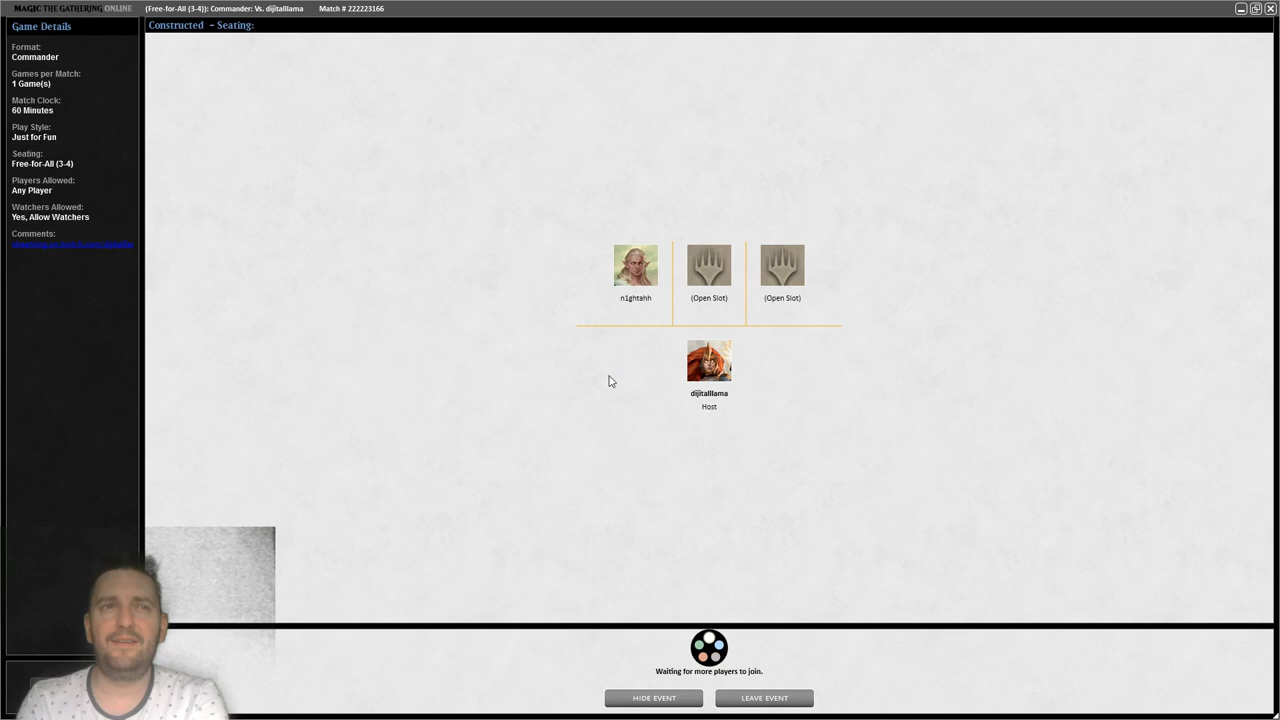 MAGIC THE GATHERING ONLINE
(Free-for-All (3-4)): Commander: Vs. dijitalllama Match # 222223166
Game Details
Format:
Commander
Games per Match:
1 Game(s)
Match Clock:
60 Minutes
Play Style:
Just for Fun
Seating:
Free-for-All (3-4)
Players Allowed:
Any Player
Watchers Allowed:
Yes, Allow Watchers
Comments:
Constructed - Seating:
n1ghtahh (Open Slot) (Open Slot)
dijitalllama
Host
Waiting for more players to join.
HIDE EVENT LEAVE EVENT